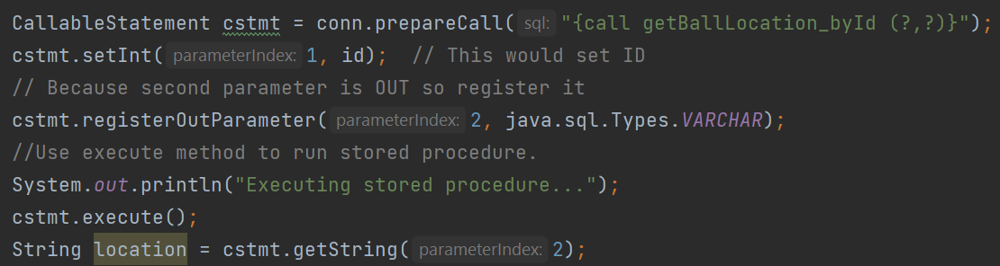 CallableStatement cstmt = conn.prepareCall( sql: "{call getBallLocation_byId (?,?)}");
cstmt.setInt( parameterIndex: 1, id);  // This would set ID
// Because second parameter is OUT so register it
cstmt.registerOutParameter( parameterIndex: 2, java.sql.Types.VARCHAR);
//Use execute method to run stored procedure.
System.out.println("Executing stored procedure...");
cstmt.execute();
String location = cstmt.getString( parameterIndex: 2);